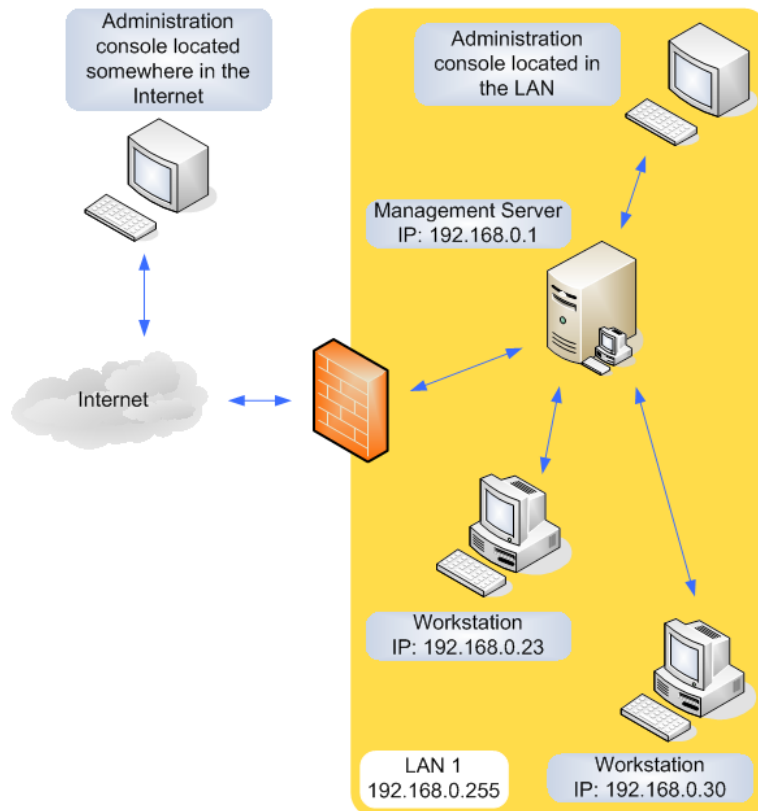 Administration
console located
somewhere in the
Internet
Administration
console located in
the LAN
Management Server
IP: 192.168.0.1
Internet
Workstation
IP: 192.168.0.23
LAN 1
192.168.0.255
Workstation
IP: 192.168.0.30